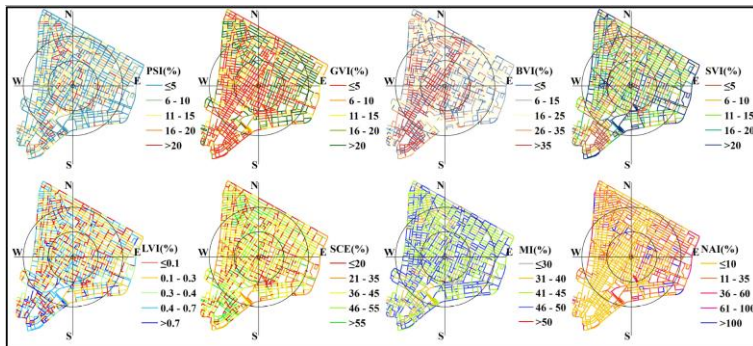 N
W
E
S
PSI(%)
≤5
6 - 10
11 - 15
16 - 20
>20
N
W
E
S
GVI(%)
≤5
6 - 10
11 - 15
16 - 20
>20
N
W
E
S
BVI(%)
≤5
6 - 15
16 - 25
26 - 35
>35
N
W
E
S
SVI(%)
≤5
6 - 10
11 - 15
16 - 20
>20
N
W
E
S
LVI(%)
≤0.1
0.1 - 0.3
0.3 - 0.4
0.4 - 0.7
>0.7
N
W
E
S
SCE(%)
≤20
21 - 35
36 - 45
46 - 55
>55
N
W
E
S
MI(%)
≤30
31 - 40
41 - 45
46 - 50
>50
N
W
E
S
NAI(%)
≤10
11 - 35
36 - 60
61 - 100
>100